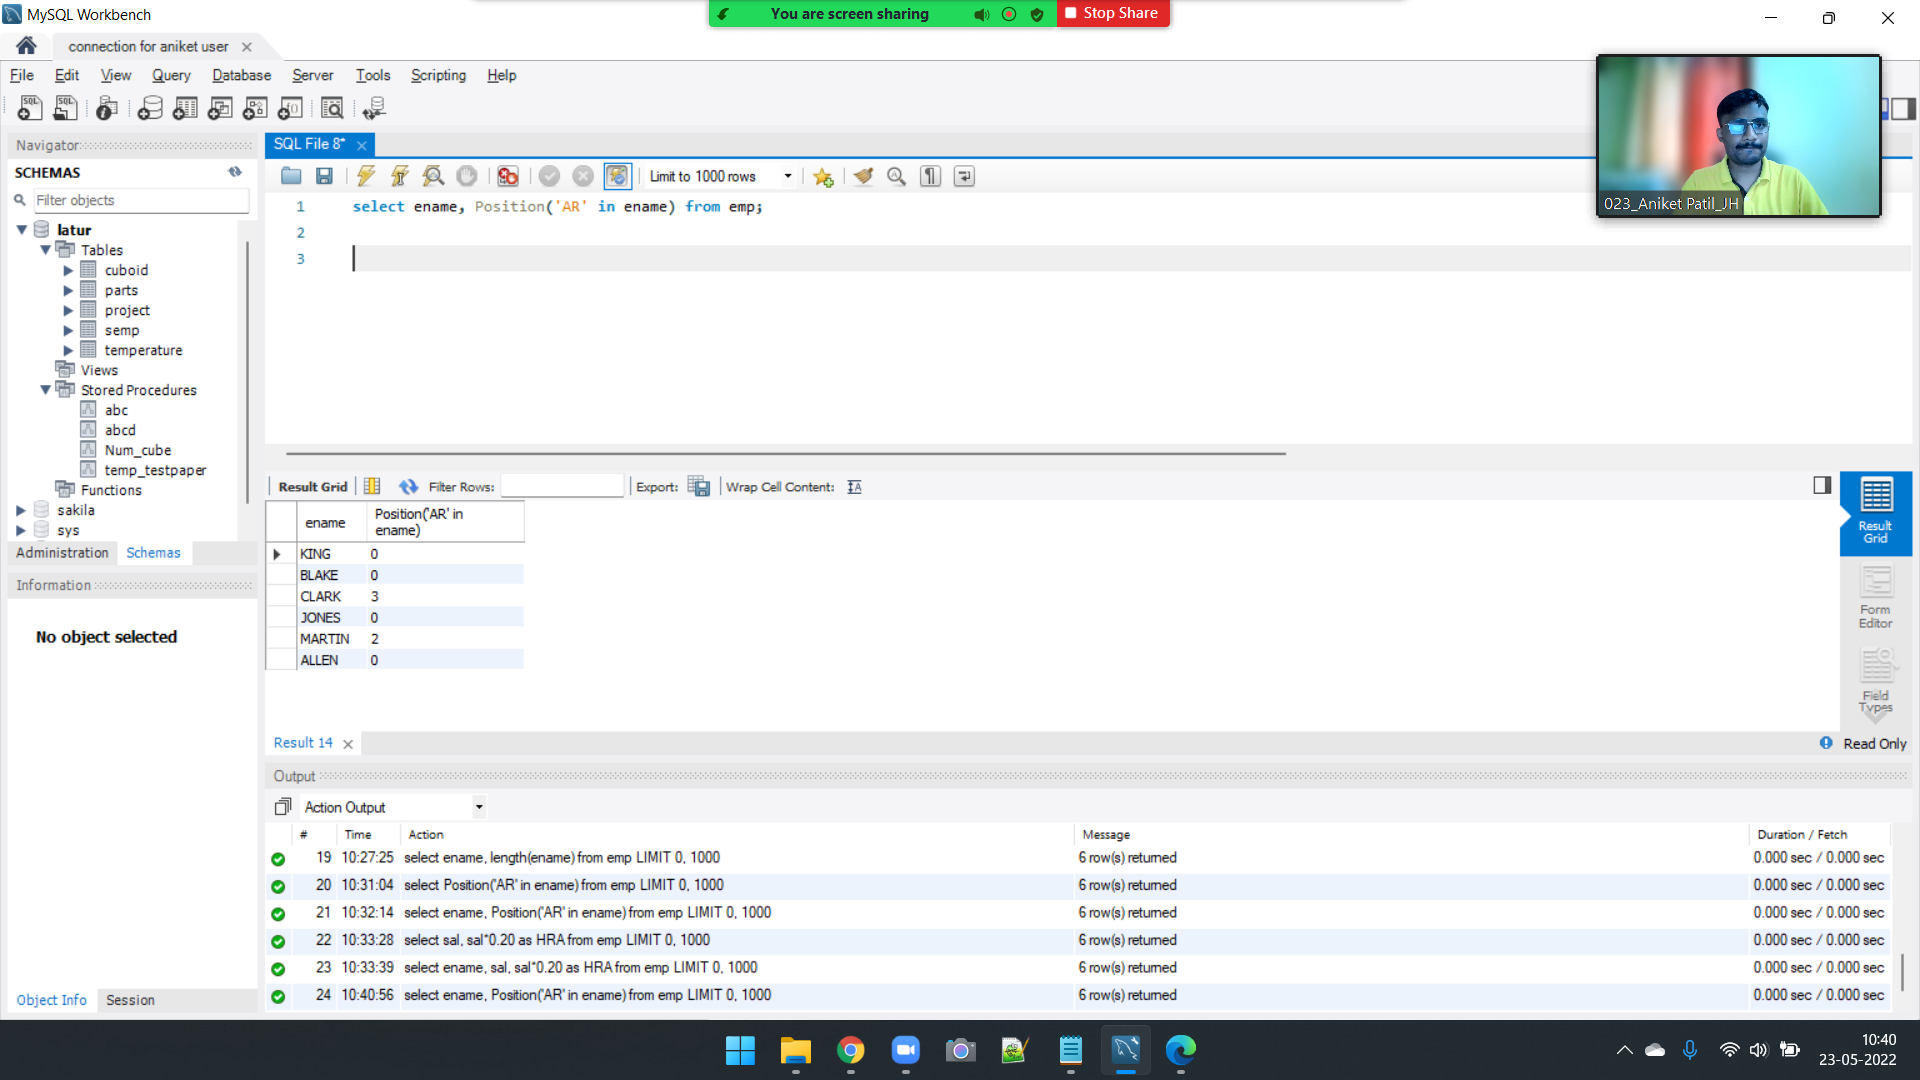 MySQL Workbench
You are screen sharing
Stop Share
connection for aniket user
File Edit View Query Database Server Tools Scripting Help
023_Aniket Patil_JH
Navigator
SCHEMAS
Filter objects
latur
Tables
cuboid
parts
project
semp
temperature
Views
Stored Procedures
abc
abcd
Num_cube
temp_testpaper
Functions
sakila
sys
Administration Schemas
Information
No object selected
Object Info Session
SQL File 8*
Limit to 1000 rows
1 select ename, Position('AR' in ename) from emp;
2
3
Result Grid Filter Rows: Export: Wrap Cell Content:
ename Position('AR' in ename)
KING 0
BLAKE 0
CLARK 3
JONES 0
MARTIN 2
ALLEN 0
Result Grid
Form Editor
Field Types
Result 14
Read Only
Output
Action Output
# Time Action Message Duration / Fetch
19 10:27:25 select ename, length(ename) from emp LIMIT 0, 1000 6 row(s) returned 0.000 sec / 0.000 sec
20 10:31:04 select Position('AR' in ename) from emp LIMIT 0, 1000 6 row(s) returned 0.000 sec / 0.000 sec
21 10:32:14 select ename, Position('AR' in ename) from emp LIMIT 0, 1000 6 row(s) returned 0.000 sec / 0.000 sec
22 10:33:28 select sal, sal*0.20 as HRA from emp LIMIT 0, 1000 6 row(s) returned 0.000 sec / 0.000 sec
23 10:33:39 select ename, sal, sal*0.20 as HRA from emp LIMIT 0, 1000 6 row(s) returned 0.000 sec / 0.000 sec
24 10:40:56 select ename, Position('AR' in ename) from emp LIMIT 0, 1000 6 row(s) returned 0.000 sec / 0.000 sec
10:40
23-05-2022